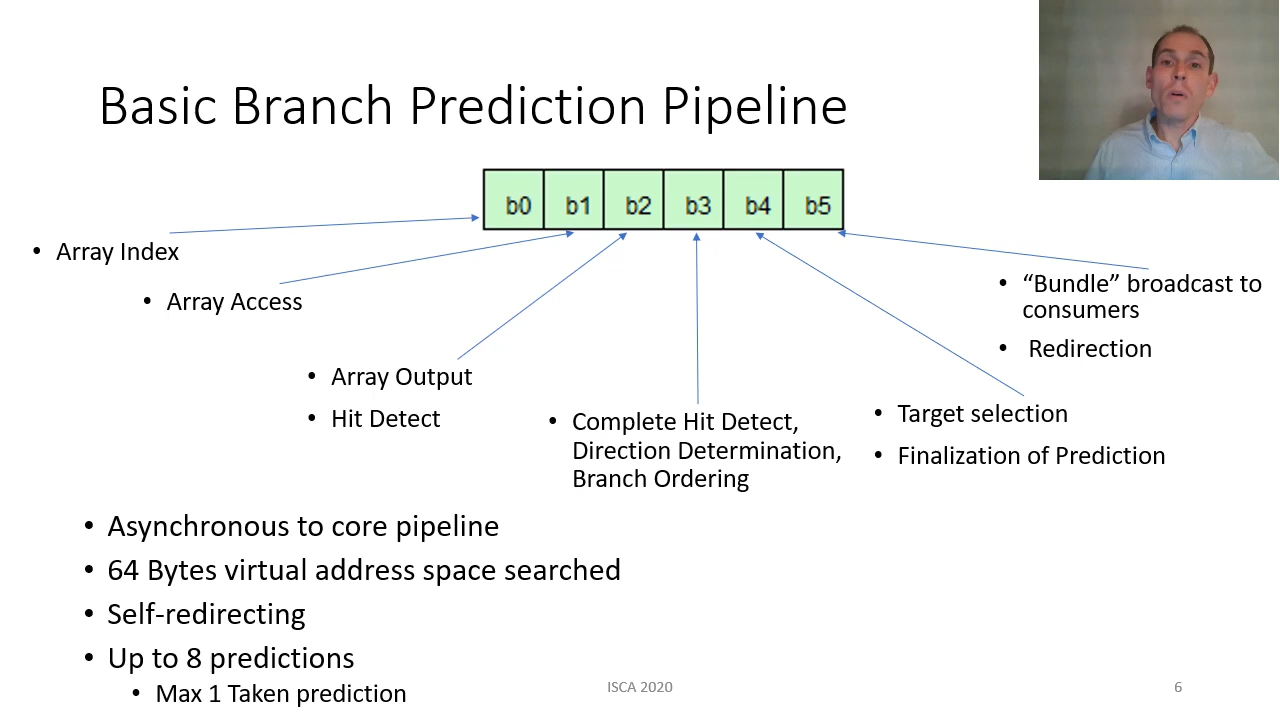 Basic Branch Prediction Pipeline
b0 b1 b2 b3 b4 b5
• Array Index
• Array Access
• Array Output
• Hit Detect
• Complete Hit Detect,
Direction Determination,
Branch Ordering
• Target selection
• Finalization of Prediction
• “Bundle” broadcast to
consumers
• Redirection
• Asynchronous to core pipeline
• 64 Bytes virtual address space searched
• Self-redirecting
• Up to 8 predictions
• Max 1 Taken prediction
ISCA 2020
6